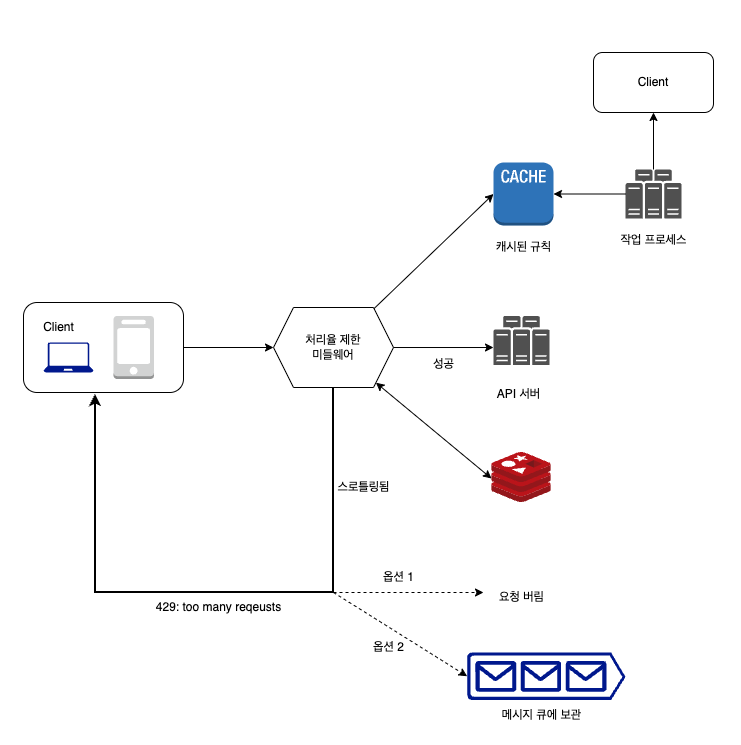 Client
CACHE
캐시된 규칙
작업 프로세스
Client
처리율 제한
미들웨어
성공
API 서버
스로틀링됨
옵션 1
요청 버림
429: too many reqeusts
옵션 2
메시지 큐에 보관